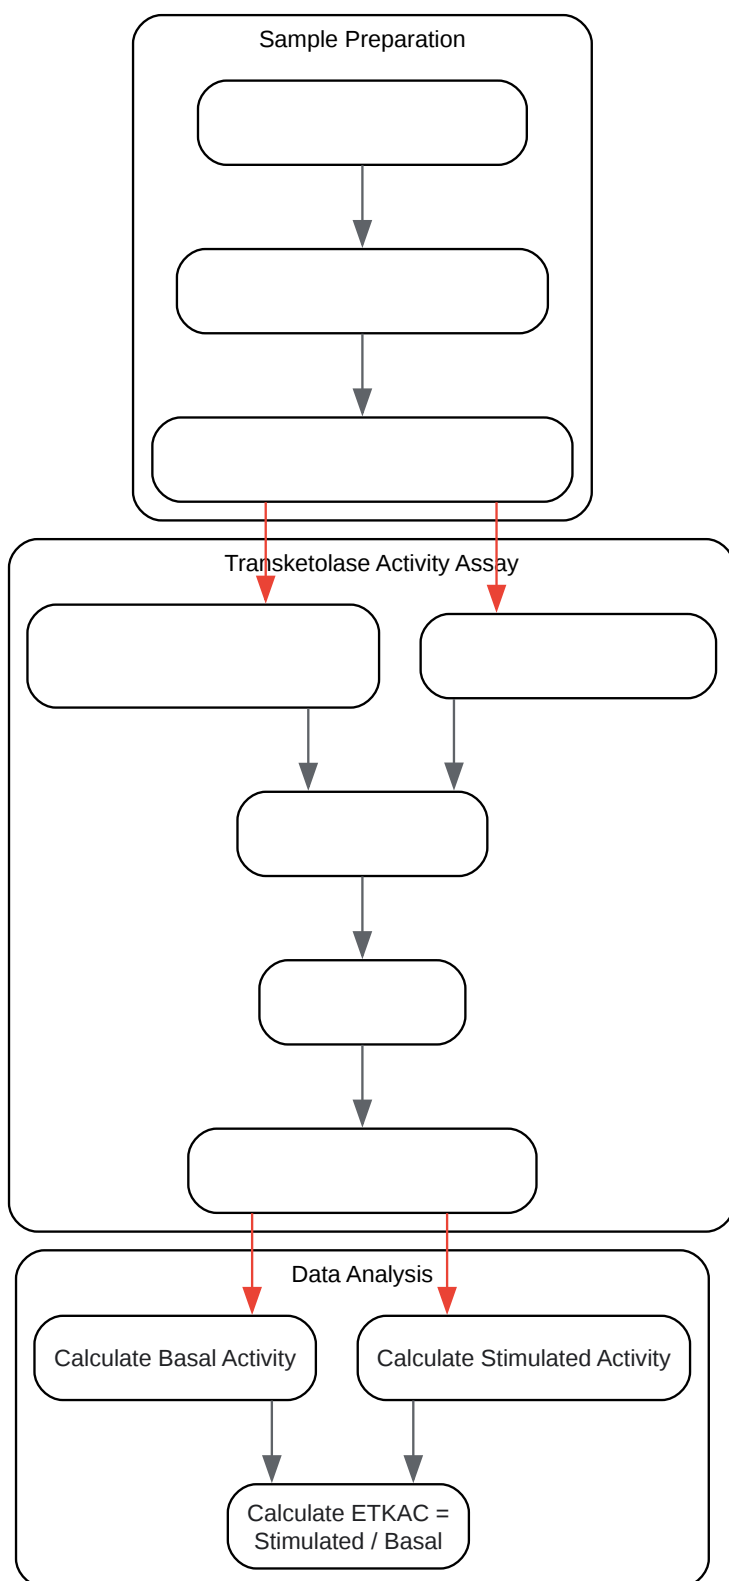 Sample Preparation
Transketolase Activity Assay
Data Analysis
Calculate Basal Activity
Calculate Stimulated Activity
Calculate ETKAC =
Stimulated / Basal